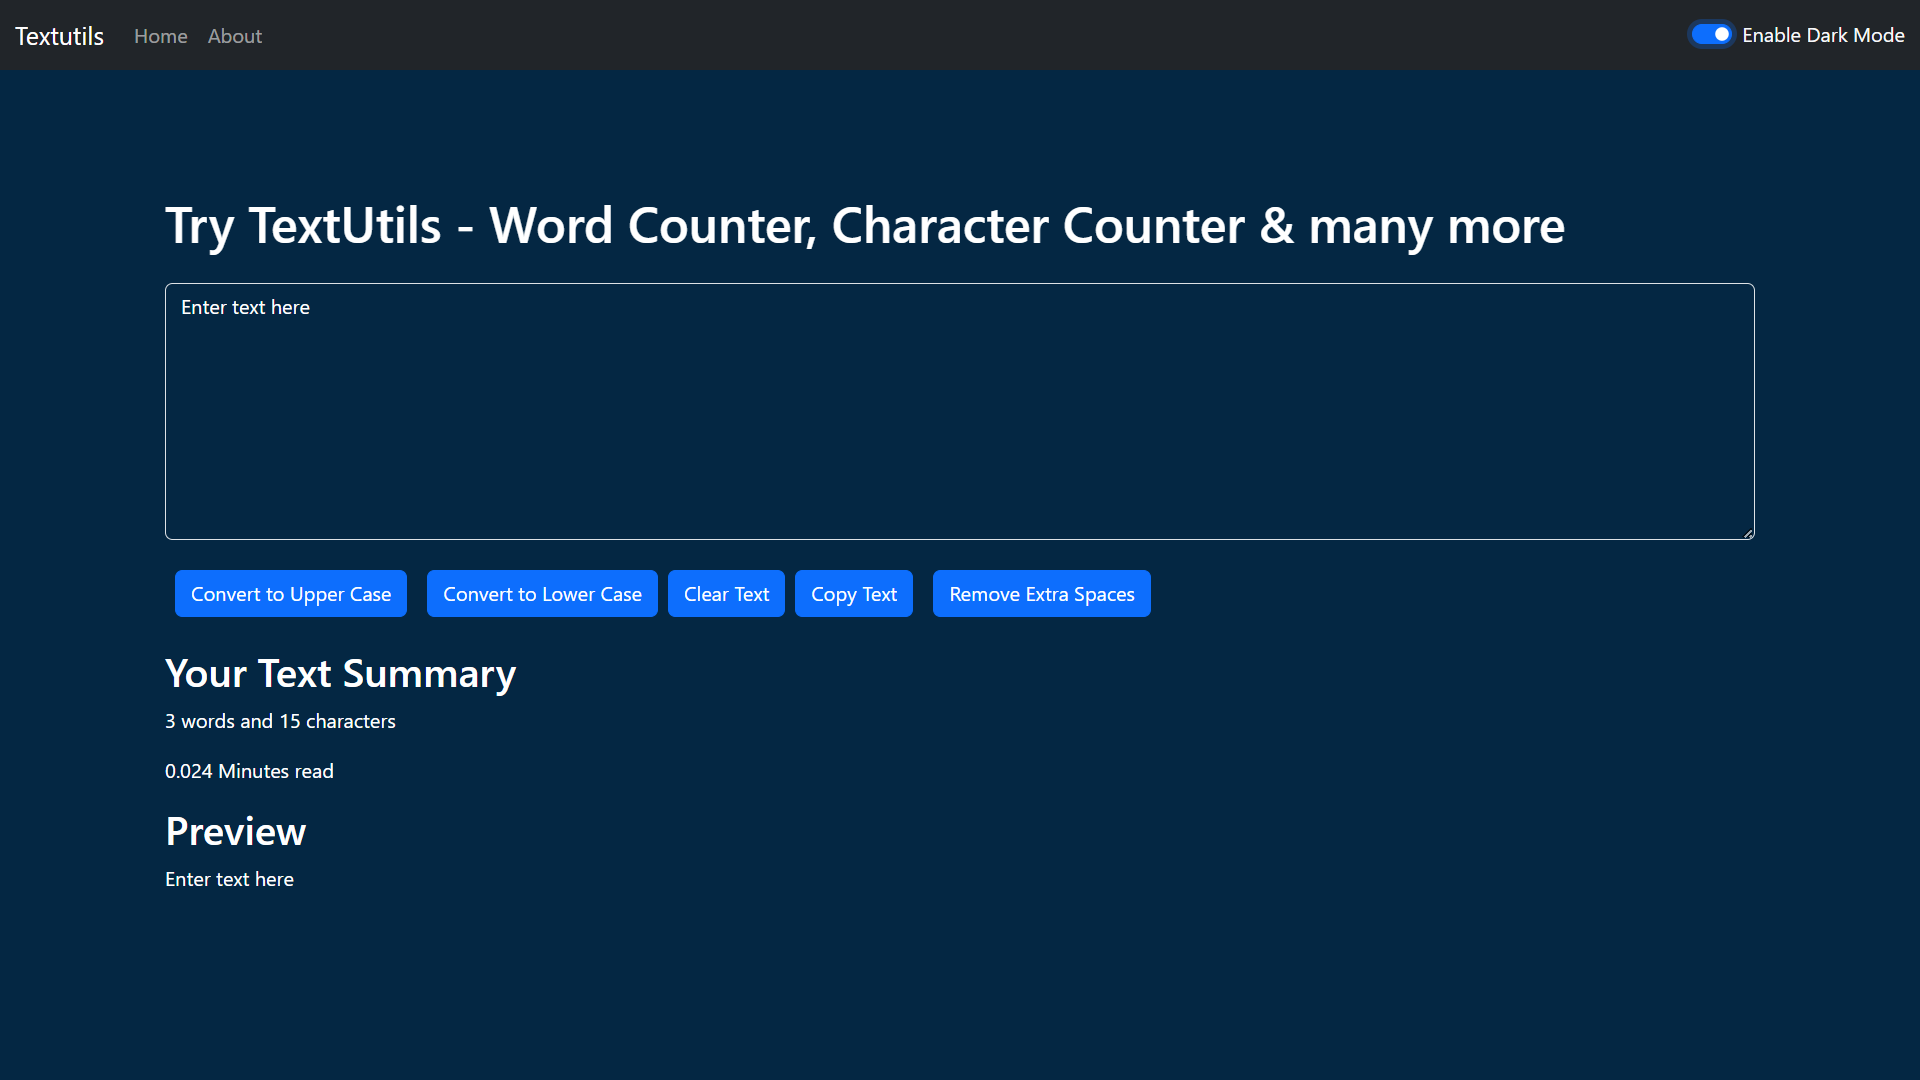 Textutils Home About Enable Dark Mode
Try TextUtils - Word Counter, Character Counter & many more
Enter text here
Convert to Upper Case Convert to Lower Case Clear Text Copy Text Remove Extra Spaces
Your Text Summary
3 words and 15 characters
0.024 Minutes read
Preview
Enter text here